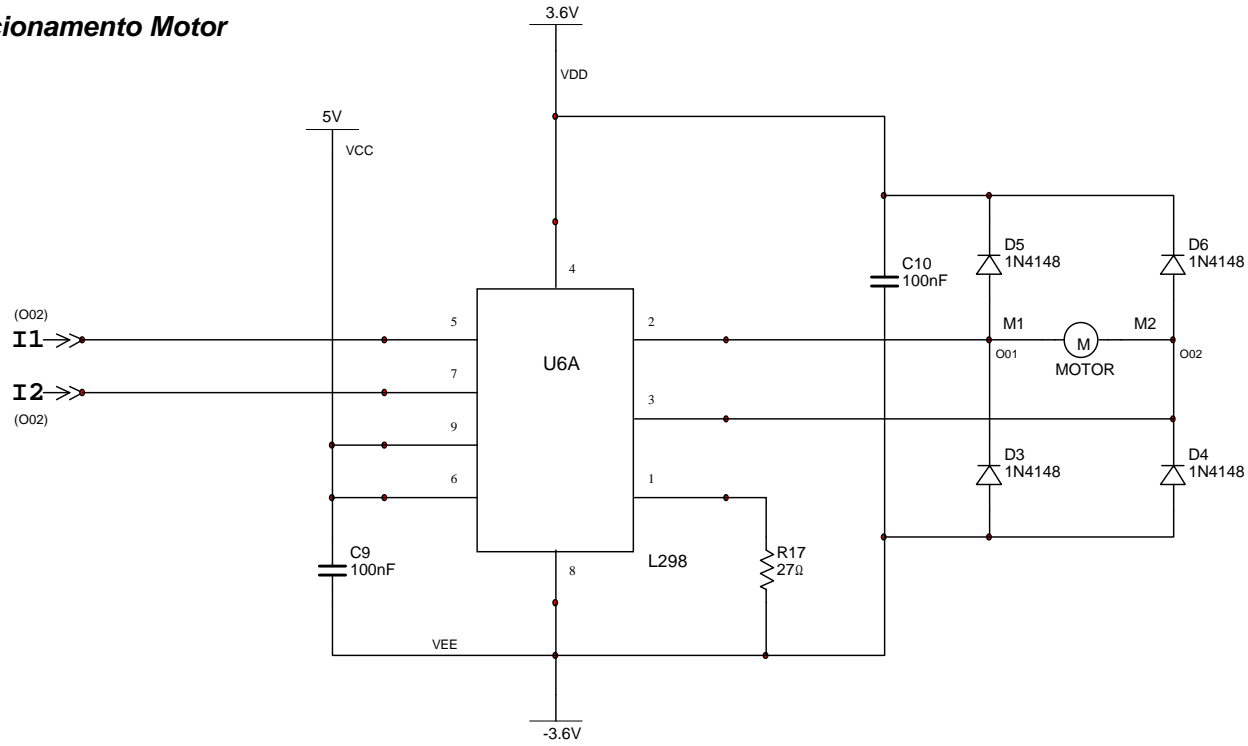 cionamento Motor
3.6V
VDD
5V
VCC
4
D5
1N4148
D6
1N4148
C10
100nF
(O02)
I1
5
2
M1
M2
U6A
M
O01
O02
MOTOR
I2
(O02)
7
3
9
6
1
D3
1N4148
D4
1N4148
C9
100nF
8
L298
R17
27Ω
VEE
-3.6V